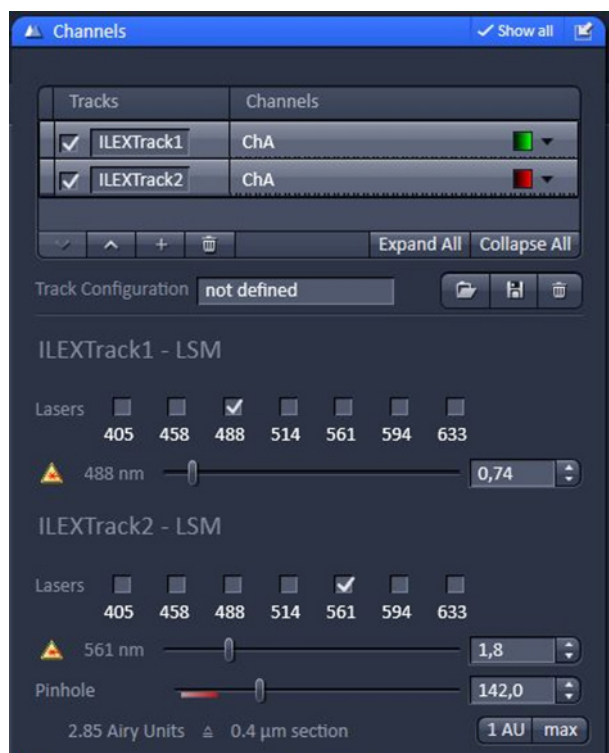 Channels Show all
Tracks Channels
ILEXTrack1 ChA
ILEXTrack2 ChA
Expand All Collapse All
Track Configuration not defined
ILEXTrack1 - LSM
Lasers
405 458 488 514 561 594 633
488 nm 0,74
ILEXTrack2 - LSM
Lasers
405 458 488 514 561 594 633
561 nm 1,8
Pinhole 142,0
2.85 Airy Units ≙ 0.4 µm section 1 AU max